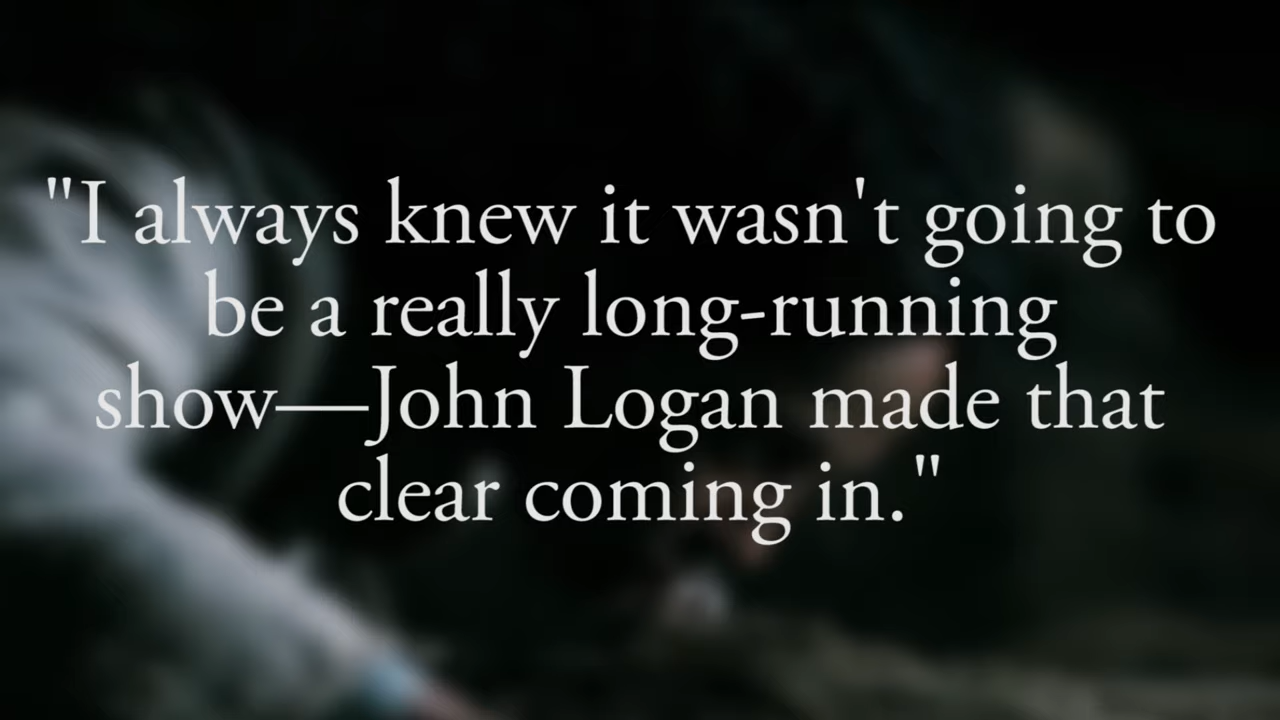 "I always knew it wasn't going to
be a really long-running
show—John Logan made that
clear coming in."